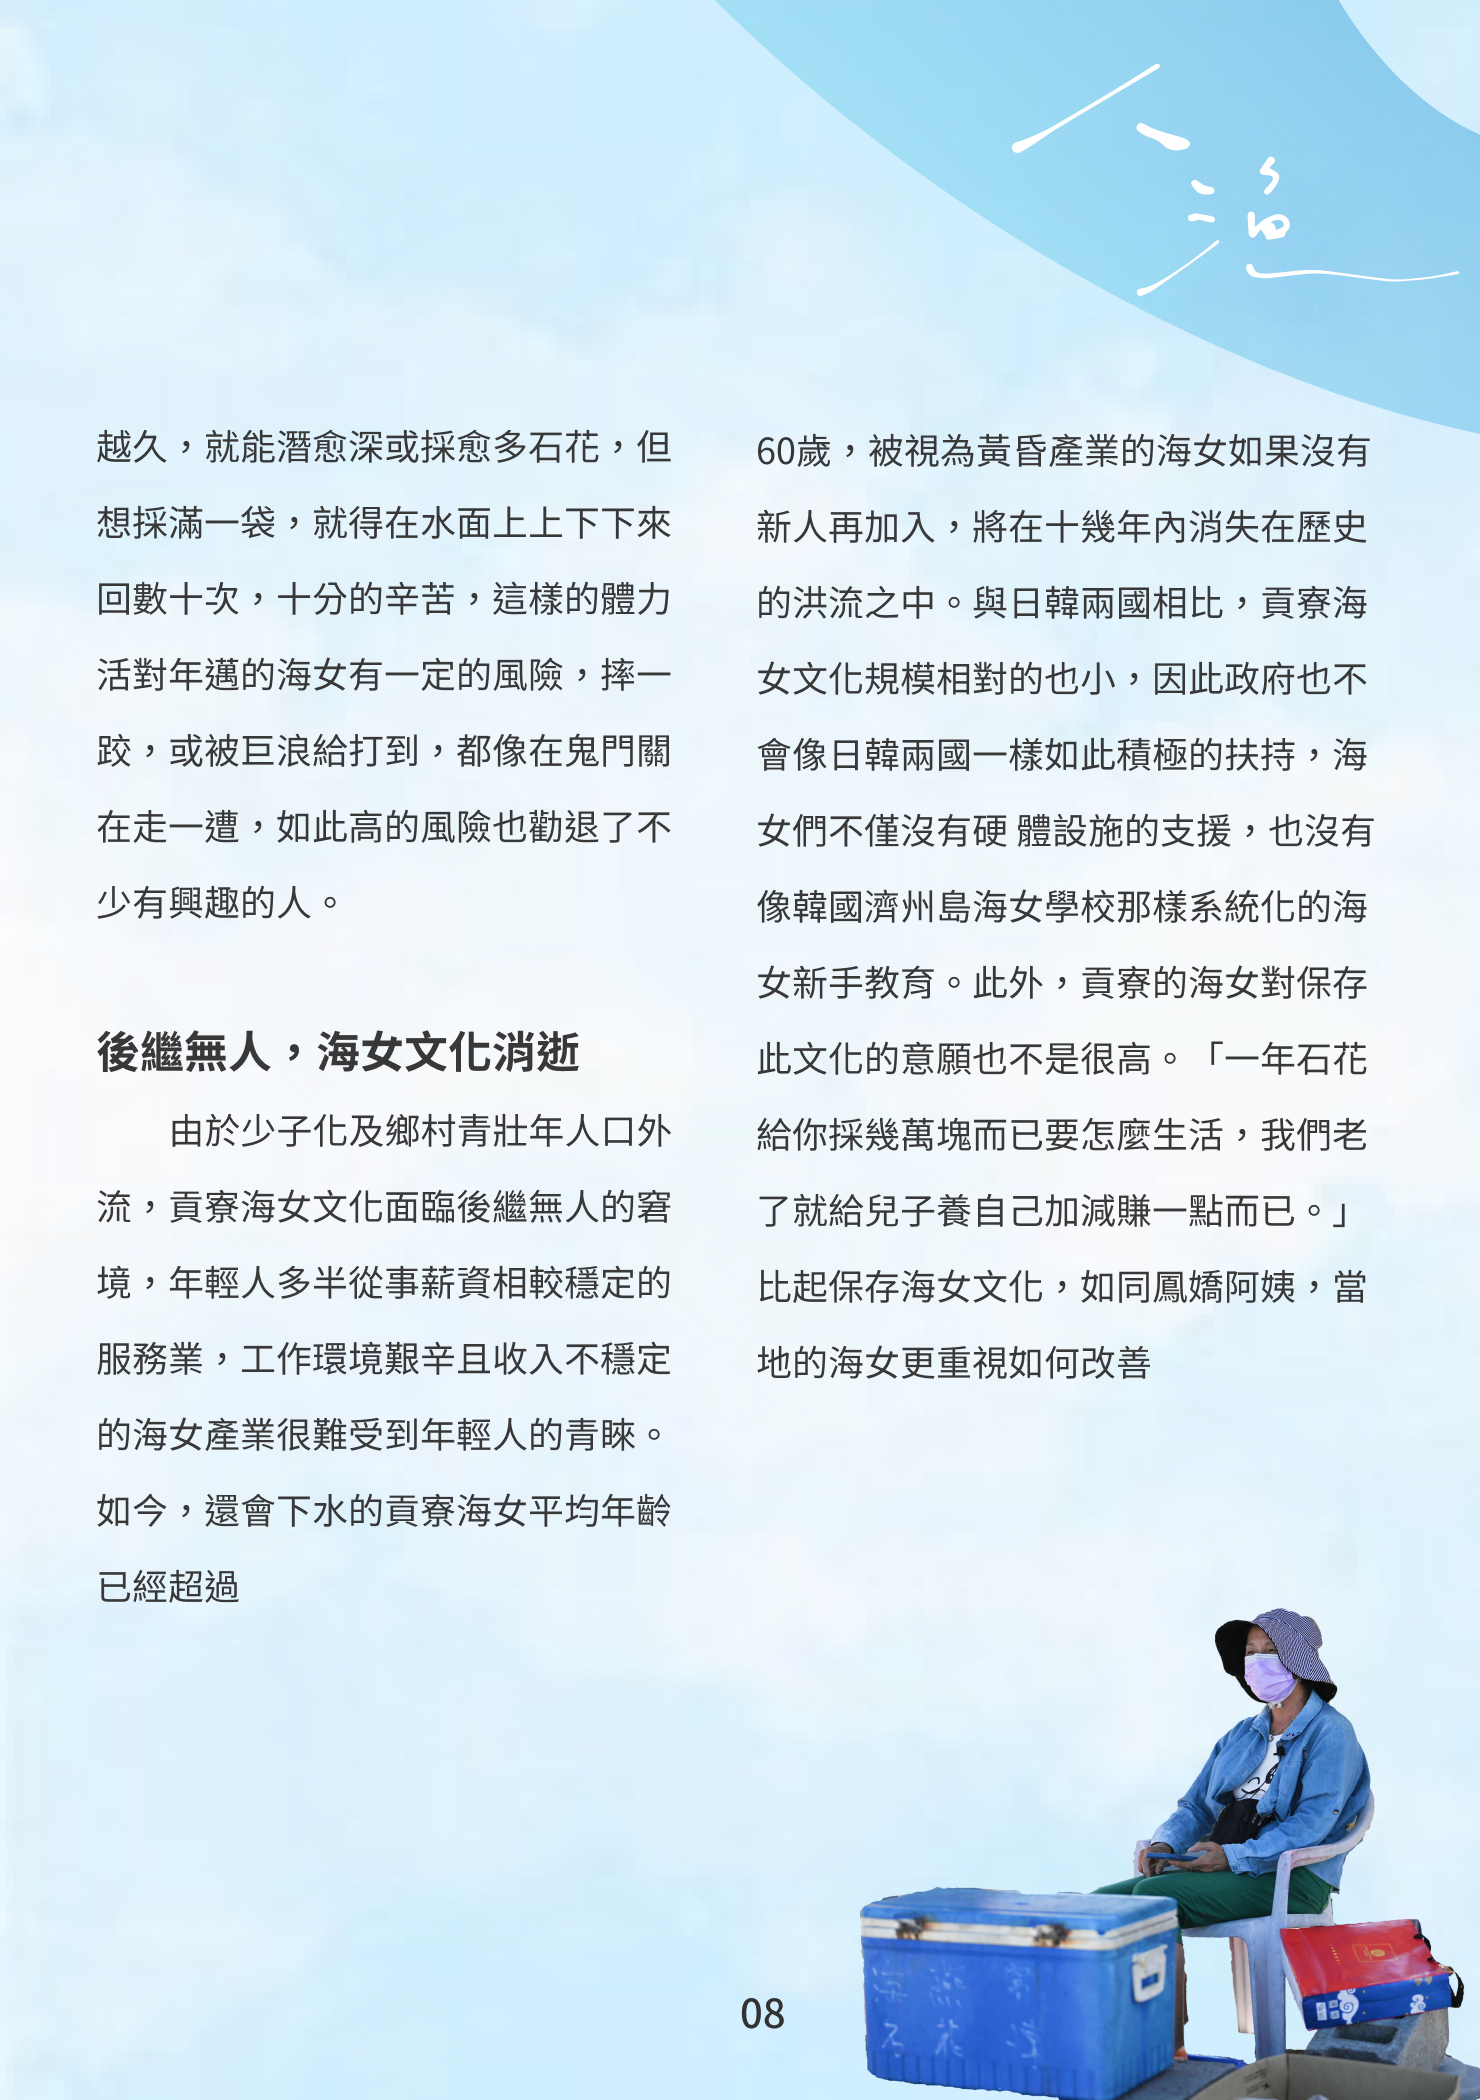 越久，就能潛愈深或採愈多石花，但
想採滿一袋，就得在水面上上下下來
回數十次，十分的辛苦，這樣的體力
活對年邁的海女有一定的風險，摔一
跤，或被巨浪給打到，都像在鬼門關
在走一遭，如此高的風險也勸退了不
少有興趣的人。
後繼無人，海女文化消逝
由於少子化及鄉村青壯年人口外
流，貢寮海女文化面臨後繼無人的窘
境，年輕人多半從事薪資相較穩定的
服務業，工作環境艱辛且收入不穩定
的海女產業很難受到年輕人的青睞。
如今，還會下水的貢寮海女平均年齡
已經超過
60歲，被視為黃昏產業的海女如果沒有
新人再加入，將在十幾年內消失在歷史
的洪流之中。與日韓兩國相比，貢寮海
女文化規模相對的也小，因此政府也不
會像日韓兩國一樣如此積極的扶持，海
女們不僅沒有硬 體設施的支援，也沒有
像韓國濟州島海女學校那樣系統化的海
女新手教育。此外，貢寮的海女對保存
此文化的意願也不是很高。「一年石花
給你採幾萬塊而已要怎麼生活，我們老
了就給兒子養自己加減賺一點而已。」
比起保存海女文化，如同鳳嬌阿姨，當
地的海女更重視如何改善
08